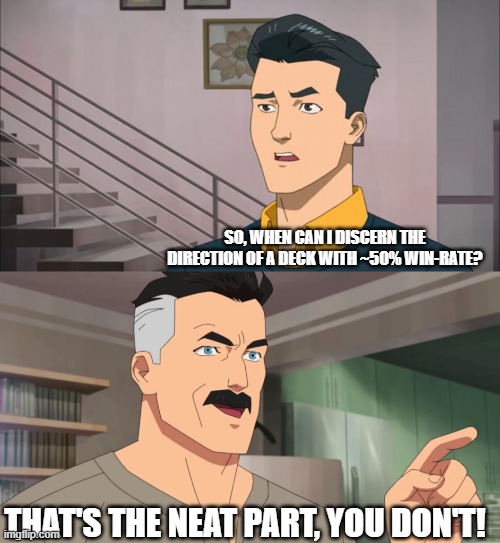 SO, WHEN CAN I DISCERN THE
DIRECTION OF A DECK WITH ~50% WIN-RATE?
THAT'S THE NEAT PART, YOU DON'T!
imgflip.com